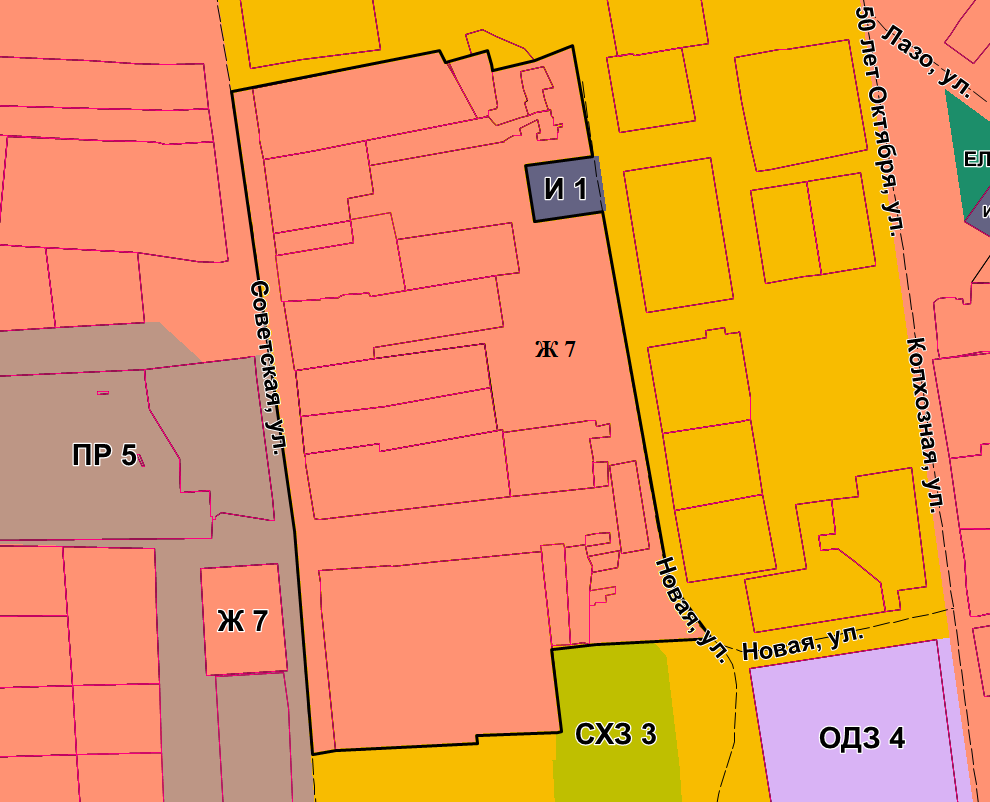 50 лет Октября, ул.
Лазо, ул.
ЕЛ
И 1
Советская, ул.
Ж 7
Колхозная, ул.
ПР 5
Ж 7
Новая, ул.
Новая, ул.
СХЗ 3
ОДЗ 4